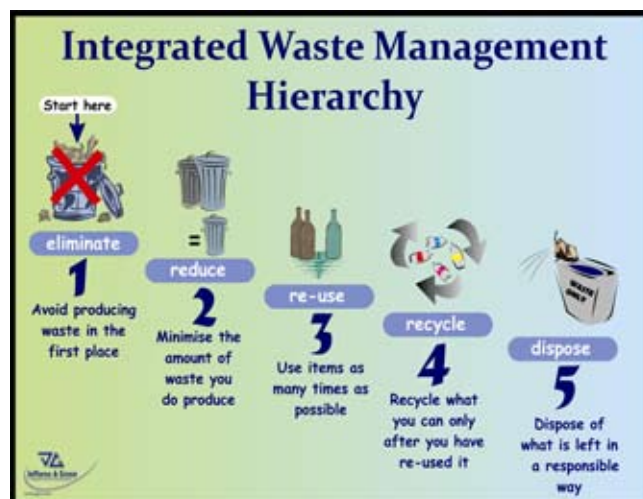 Integrated Waste Management
Hierarchy
Start here
eliminate
1
Avoid producing
waste in the
first place
=
reduce
2
Minimise the
amount of
waste you
do produce
re-use
3
Use items as
many times as
possible
recycle
4
Recycle what
you can only
after you have
re-used it
WASTE
ONLY
dispose
5
Dispose of
what is left in
a responsible
way